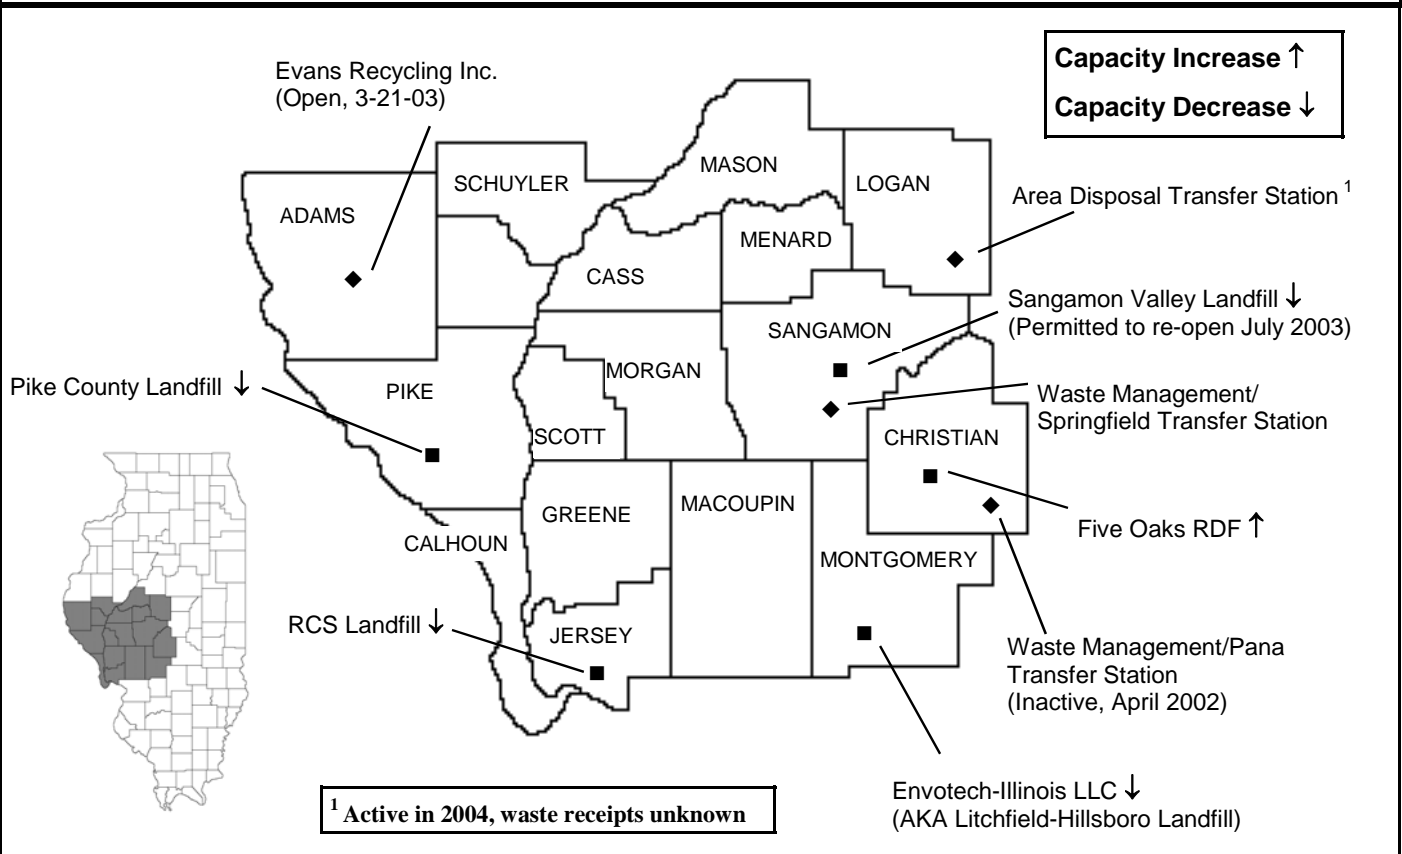 Capacity Increase ↑
Capacity Decrease ↓
Evans Recycling Inc.
(Open, 3-21-03)
MASON
SCHUYLER
LOGAN
Area Disposal Transfer Station 1
ADAMS
MENARD
CASS
Sangamon Valley Landfill ↓
(Permitted to re-open July 2003)
SANGAMON
MORGAN
Pike County Landfill ↓
PIKE
Waste Management/
Springfield Transfer Station
SCOTT
CHRISTIAN
MACOUPIN
GREENE
Five Oaks RDF ↑
CALHOUN
MONTGOMERY
RCS Landfill ↓
JERSEY
Waste Management/Pana
Transfer Station
(Inactive, April 2002)
Envotech-Illinois LLC ↓
(AKA Litchfield-Hillsboro Landfill)
1 Active in 2004, waste receipts unknown